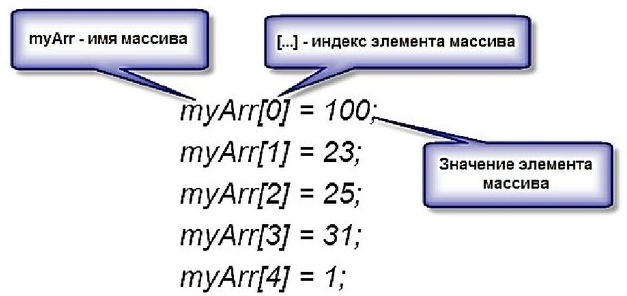 myArr - имя массива
[...] - индекс элемента массива
myArr[0] = 100;
myArr[1] = 23;
myArr[2] = 25;
myArr[3] = 31;
myArr[4] = 1;
Значение элемента
массива